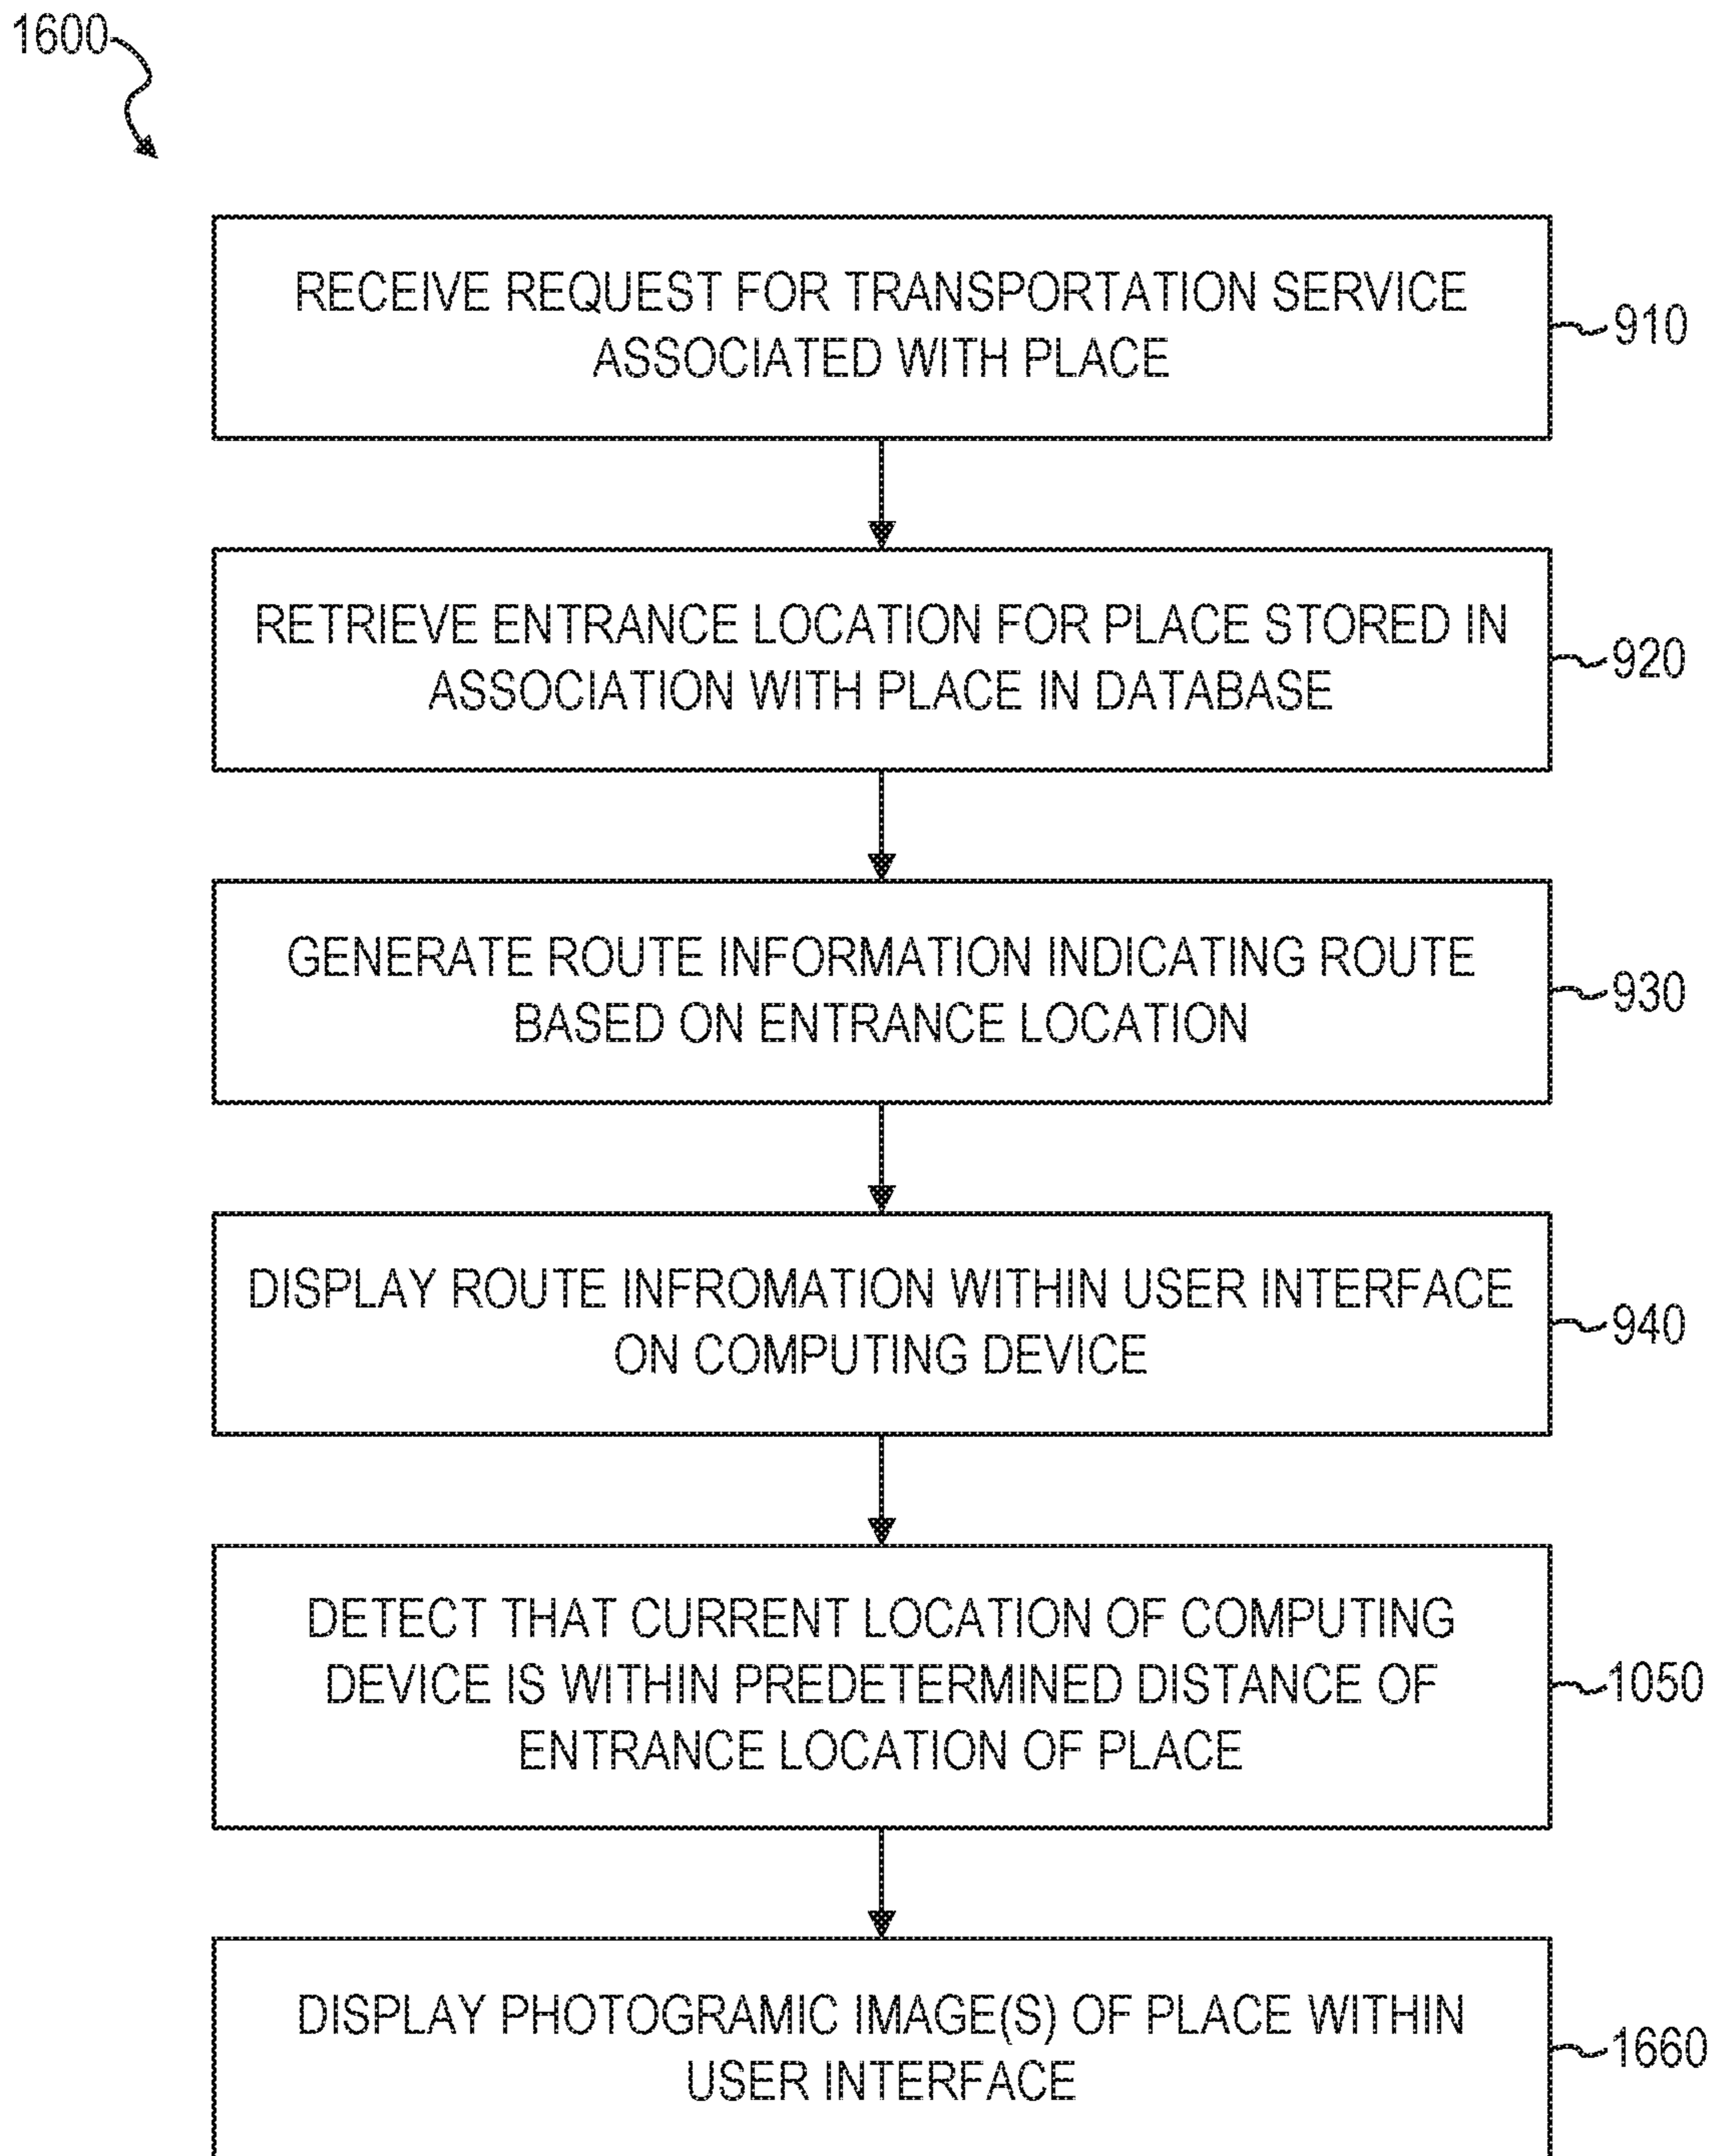 1600
RECEIVE REQUEST FOR TRANSPORTATION SERVICE
ASSOCIATED WITH PLACE
910
RETRIEVE ENTRANCE LOCATION FOR PLACE STORED IN
ASSOCIATION WITH PLACE IN DATABASE
920
GENERATE ROUTE INFORMATION INDICATING ROUTE
BASED ON ENTRANCE LOCATION
930
DISPLAY ROUTE INFROMATION WITHIN USER INTERFACE
ON COMPUTING DEVICE
940
DETECT THAT CURRENT LOCATION OF COMPUTING
DEVICE IS WITHIN PREDETERMINED DISTANCE OF
ENTRANCE LOCATION OF PLACE
1050
DISPLAY PHOTOGRAMIC IMAGE(S) OF PLACE WITHIN
USER INTERFACE
1660